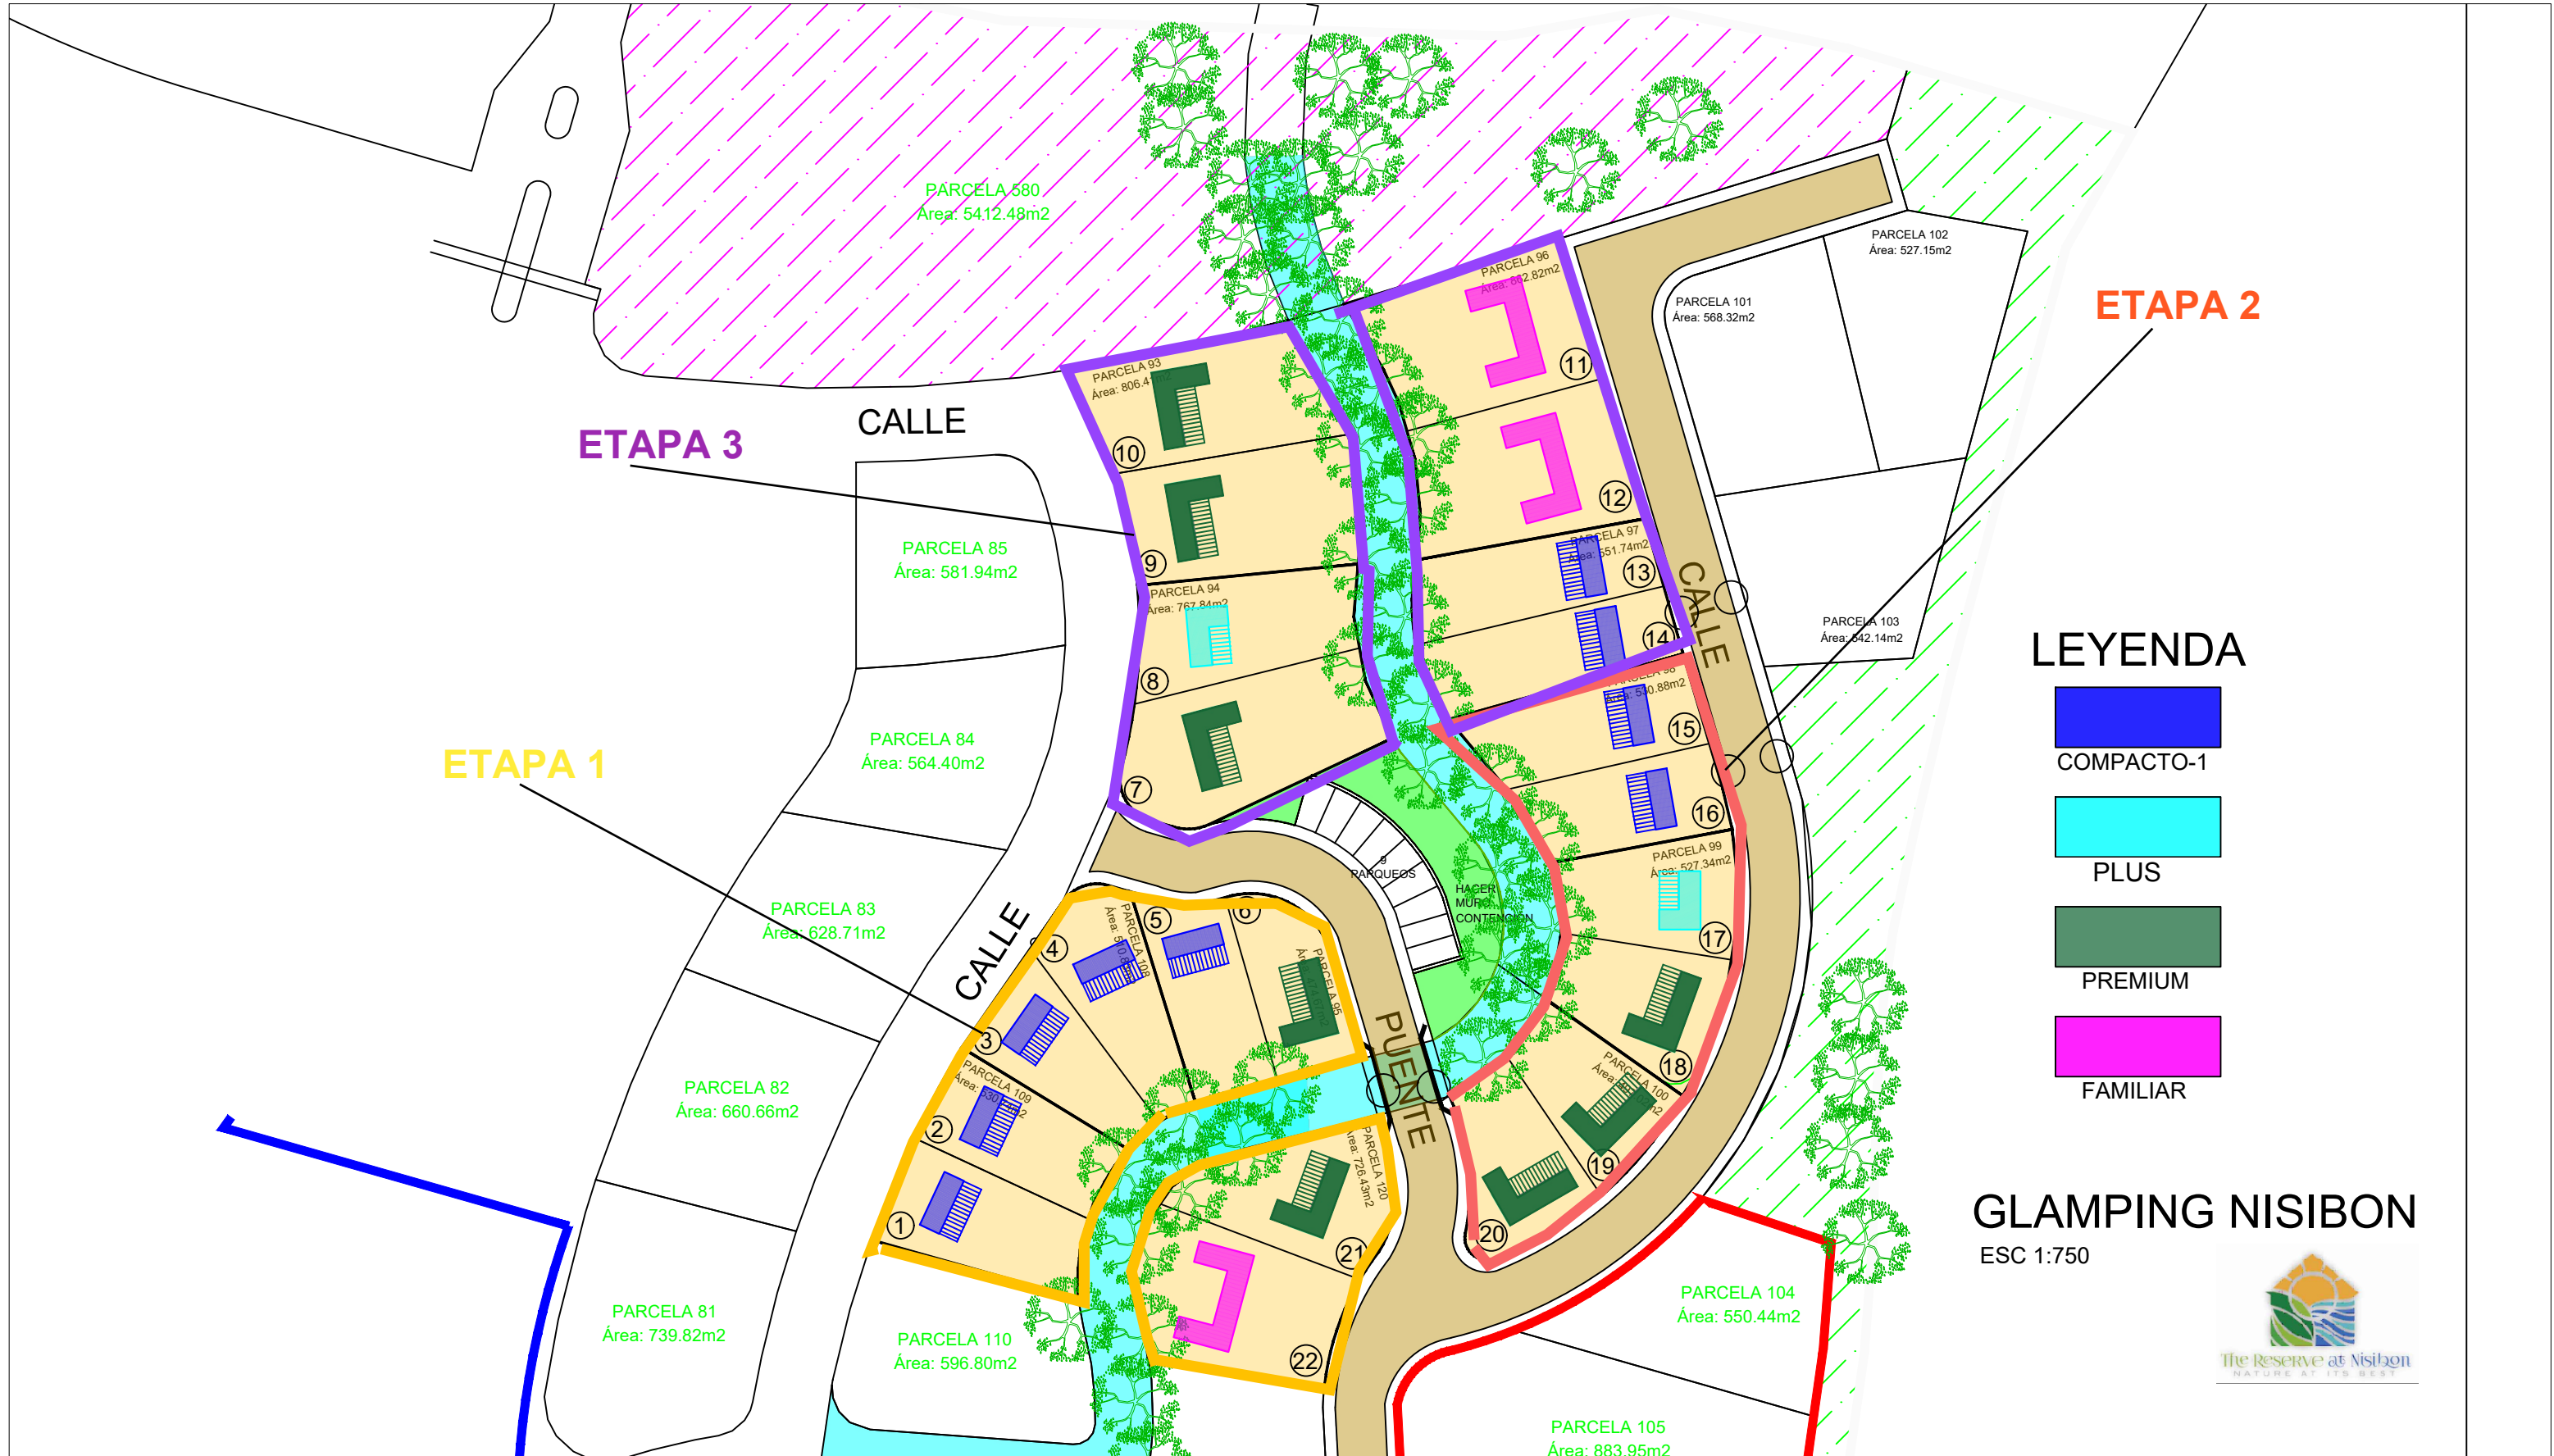 PARCELA 580
Área: 5412.48m2
PARCELA 102
Área: 527.15m2
PARCELA 96
PARCELA 101
Área: 568.32m2
ETAPA 2
11
PARCELA 93
10
CALLE
ETAPA 3
12
PARCELA 85
Área: 581.94m2
9
13
PARCELA 94
Área: 767.84m2
14
CALLE
PARCELA 103
Área: 542.14m2
8
15
PARCELA 84
Área: 564.40m2
ETAPA 1
7
16
9
PARQUEOS
PARCELA 99
Área: 527.34m2
HACER
MURO
CONTENCIÓN
PARCELA 83
Área: 628.71m2
CALLE
4
5
6
PARCELA 108
PARCELA 95
17
3
PARCELA 109
2
1
18
PARCELA 100
19
20
PUENTE
PARCELA 120
21
22
PARCELA 82
Área: 660.66m2
PARCELA 81
Área: 739.82m2
PARCELA 110
Área: 596.80m2
PARCELA 104
Área: 550.44m2
PARCELA 105
Área: 883.95m2
LEYENDA
COMPACTO-1
PLUS
PREMIUM
FAMILIAR
GLAMPING NISIBON
ESC 1:750
The Reserve at Nisibon
NATURE AT ITS BEST